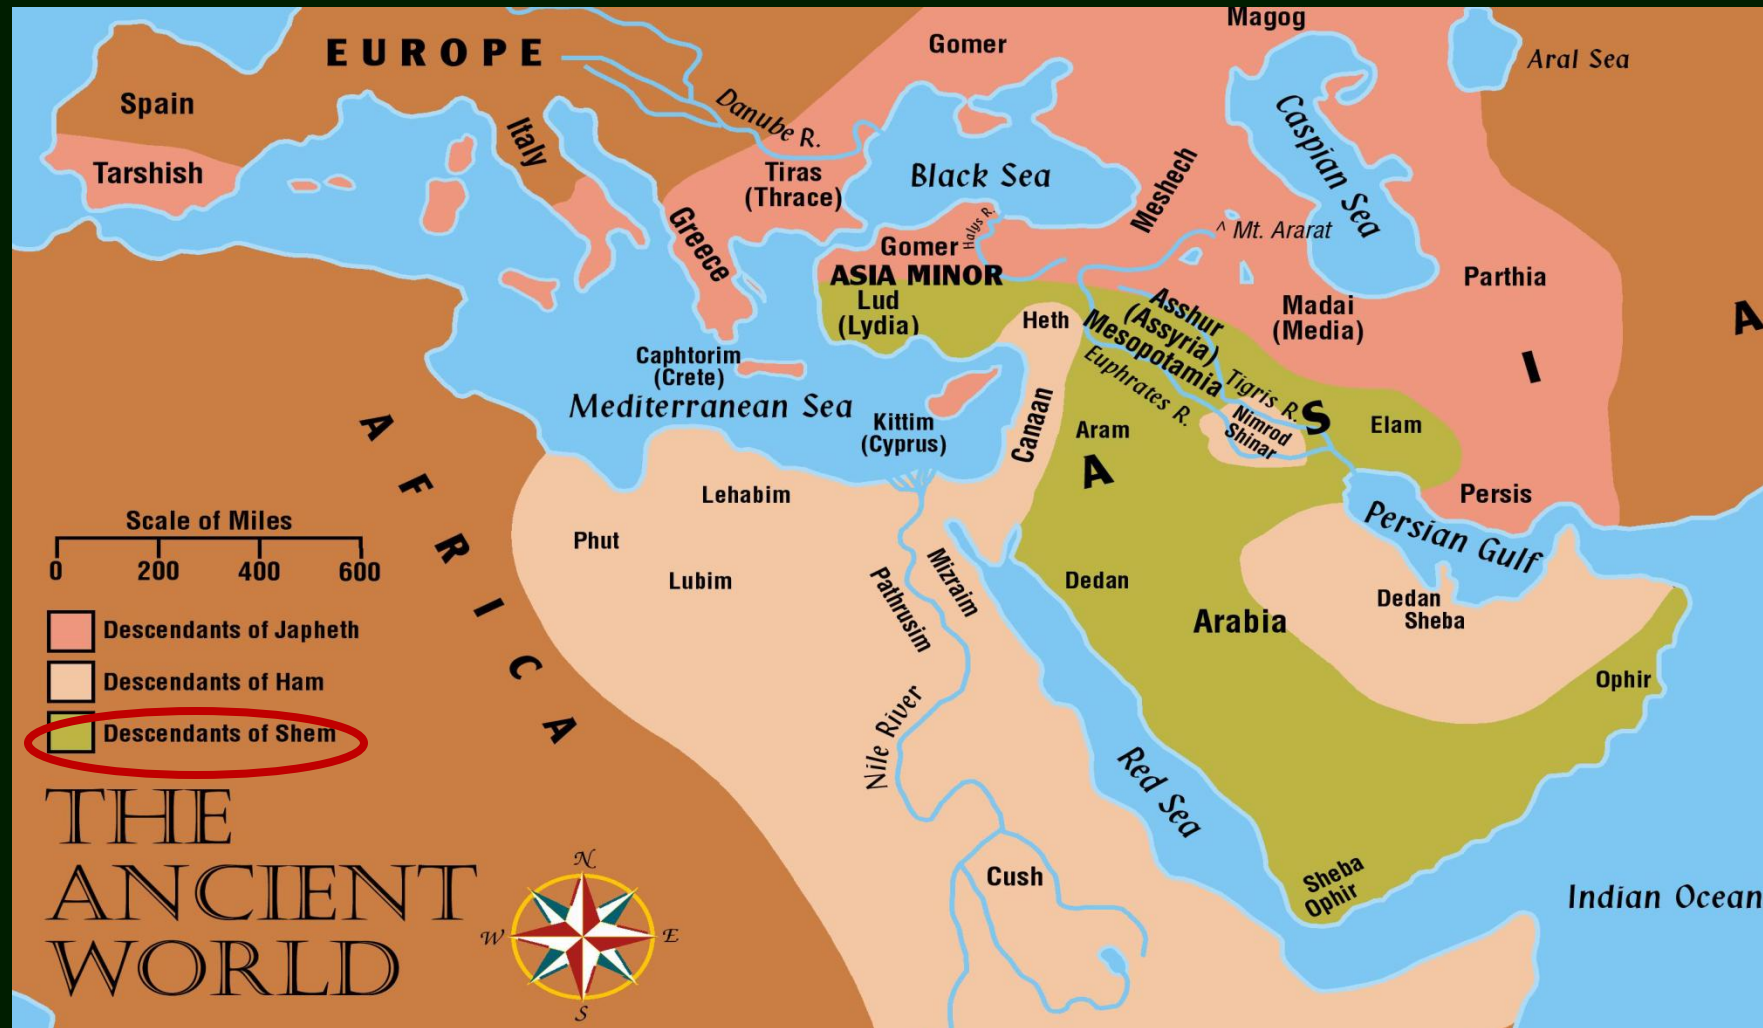 Magog
EUROPE
Gomer
Aral Sea
Spain
Danube R.
Italy
Caspian Sea
Tarshish
Tiras
(Thrace)
Black Sea
Meshech
Greece
Halys R.
^ Mt. Ararat
Gomer
ASIA MINOR
Parthia
Lud
(Lydia)
Heth
Asshur
(Assyria)
Mesopotamia
Madai
(Media)
Caphtorim
(Crete)
Euphrates R.
Tigris R.
Mediterranean Sea
Kittim
(Cyprus)
Canaan
Aram
Nimrod
Shinar
Elam
ASIA
AFRICA
Lehabim
Persis
Persian Gulf
Scale of Miles
0 200 400 600
Phut
Lubim
Mizraim
Pathrusim
Dedan
Arabia
Dedan
Sheba
Descendants of Japheth
Descendants of Ham
Descendants of Shem
Ophir
Nile River
Red Sea
THE
ANCIENT
WORLD
N
W E
S
Cush
Sheba
Ophir
Indian Ocean